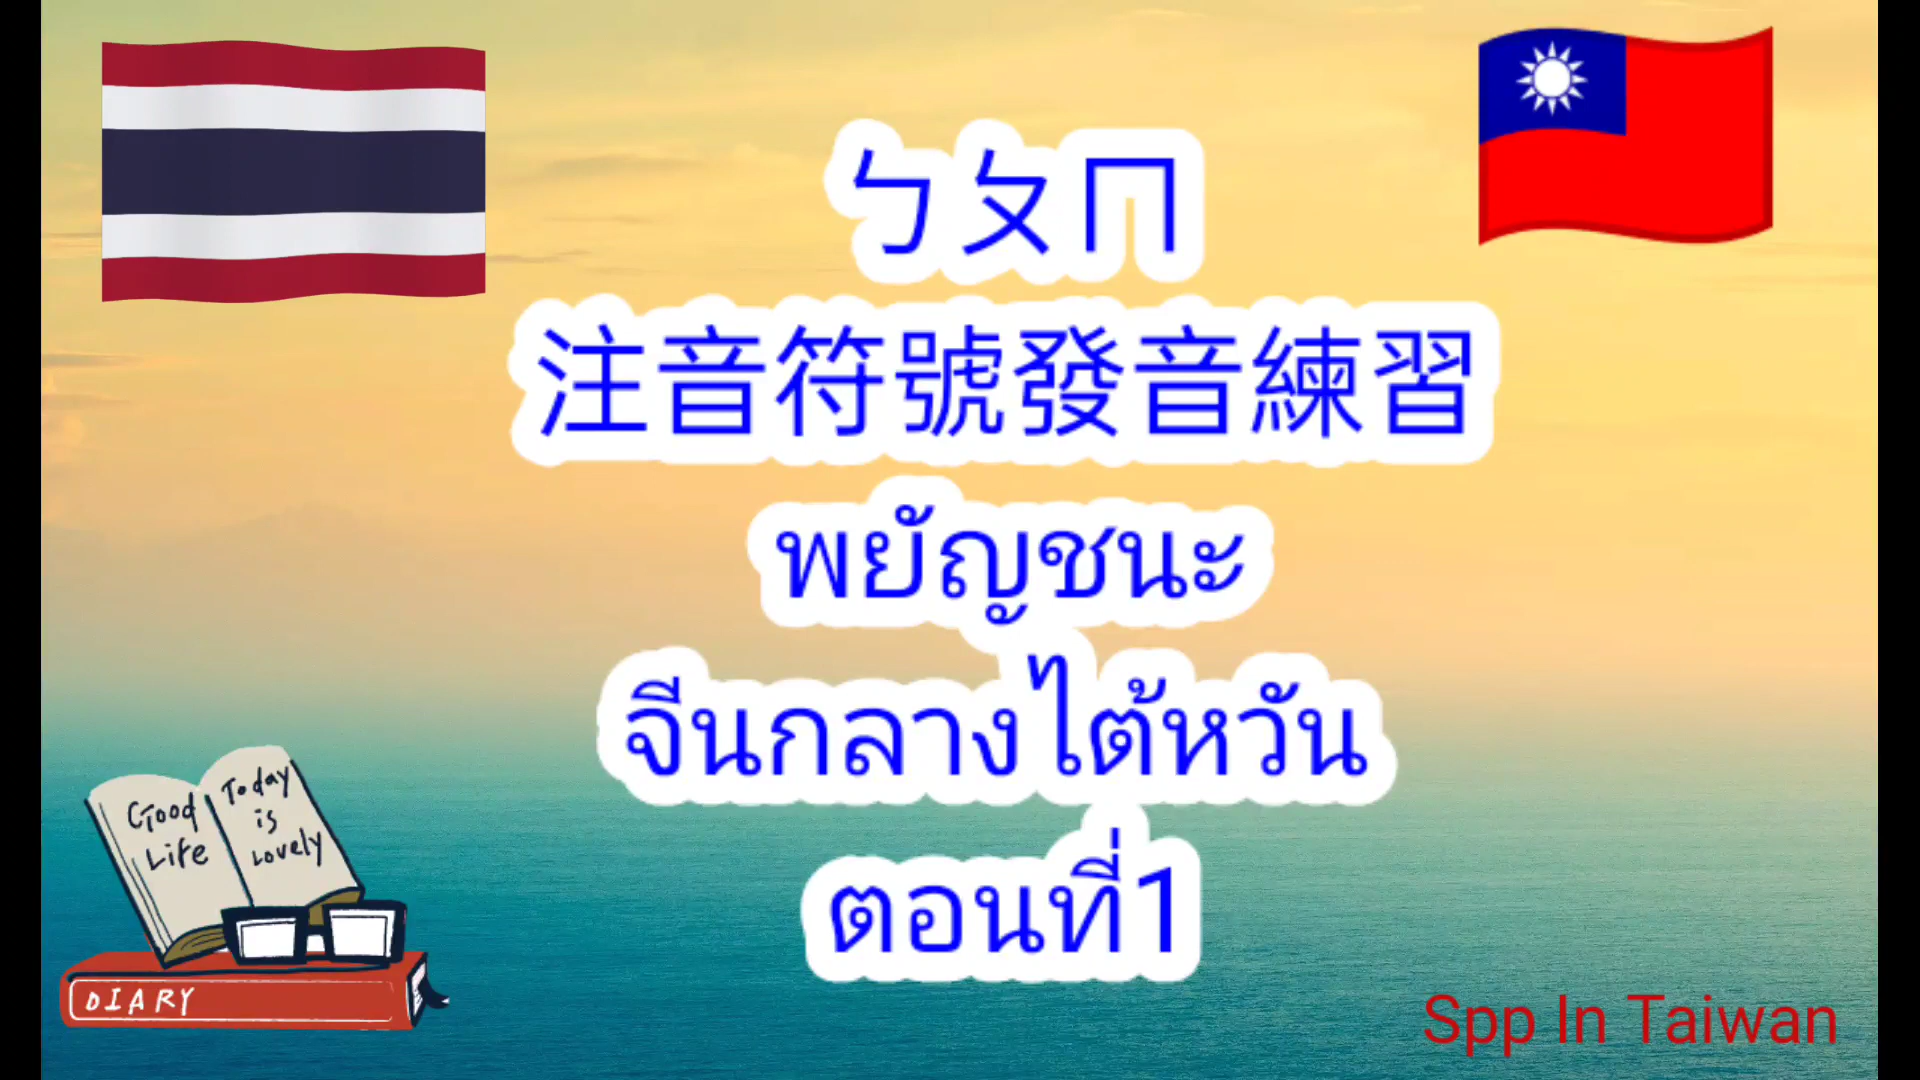 ㄅㄆㄇ
注音符號發音練習
พยัญชนะ
จีนกลางไต้หวัน
ตอนที่1
Good
Life
Today
is
Lovely
DIARY
Spp In Taiwan